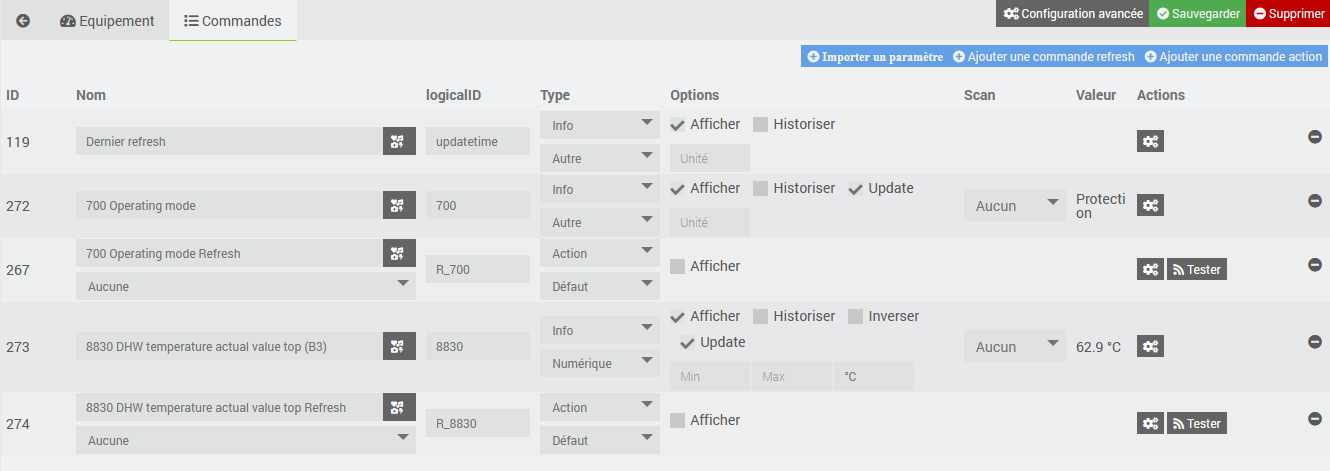 Equipement Commandes Configuration avancée Sauvegarder Supprimer
Importer un paramètre Ajouter une commande refresh Ajouter une commande action
ID Nom logicalID Type Options Scan Valeur Actions
119 Dernier refresh updatetime Info Afficher Historiser
Autre Unité
272 700 Operating mode 700 Info Afficher Historiser Update Aucun Protecti
on
Autre Unité
267 700 Operating mode Refresh R_700 Action Afficher Tester
Aucune Défaut
273 8830 DHW temperature actual value top (B3) 8830 Info Afficher Historiser Inverser
Update Aucun 62.9 °C
Numérique Min Max °C
274 8830 DHW temperature actual value top Refresh R_8830 Action Afficher Tester
Aucune Défaut